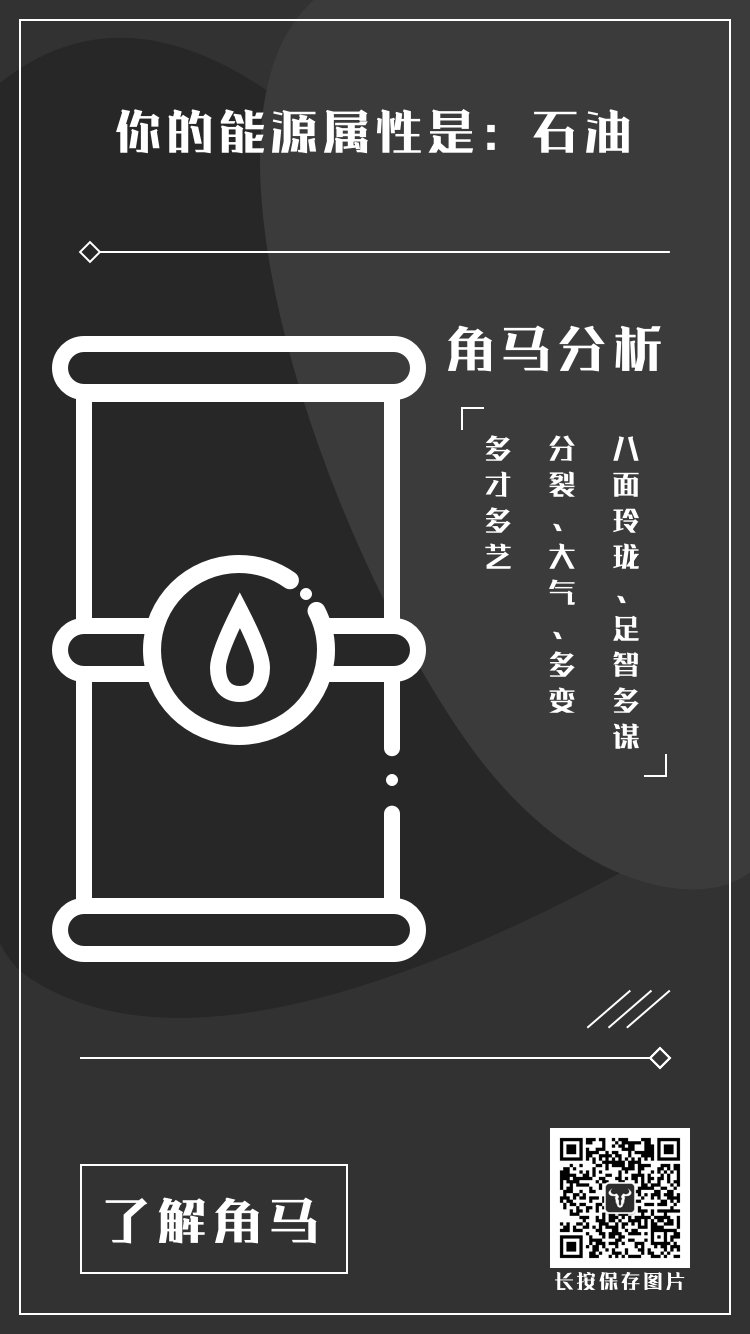 你的能源属性是：石油
角马分析
八面玲珑、足智多谋
分裂、大气、多变
多才多艺
了解角马
长按保存图片